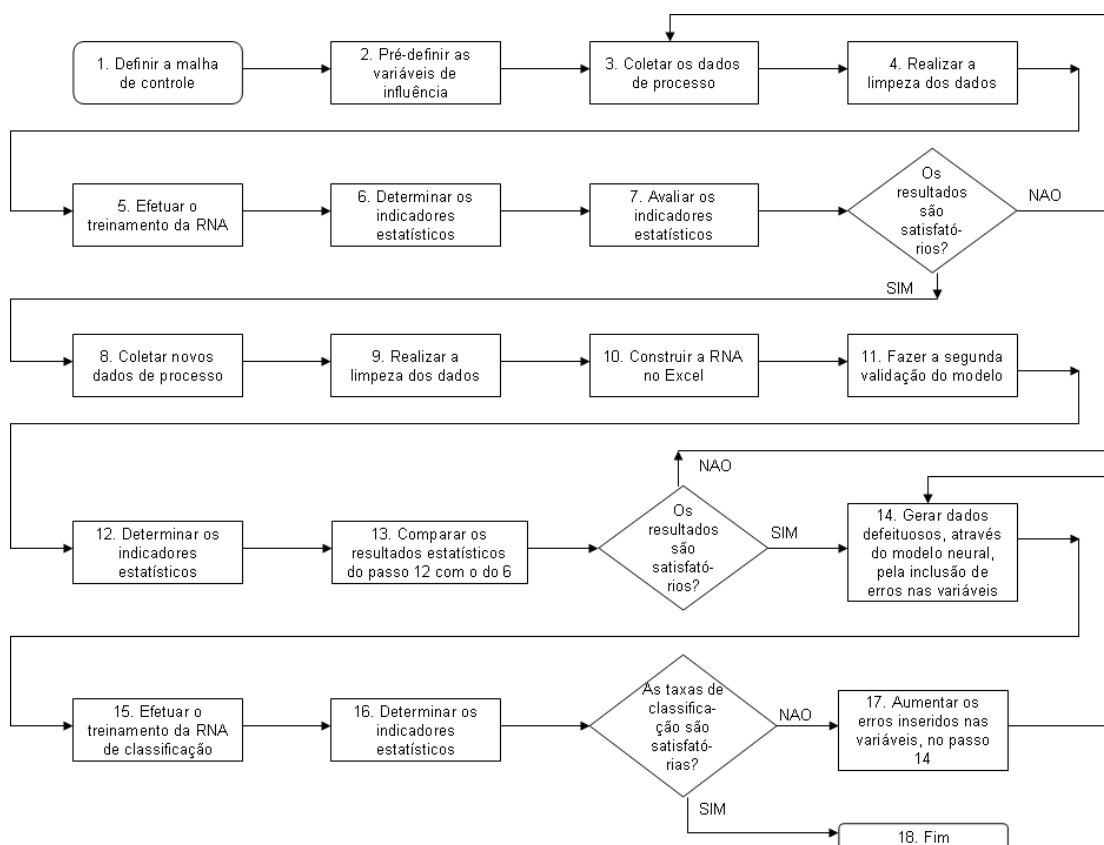 1. Definir a malha
de controle
2. Pré-definir as
variáveis de
influência
3. Coletar os dados
de processo
4. Realizar a
limpeza dos dados
5. Efetuar o
treinamento da RNA
6. Determinar os
indicadores
estatísticos
7. Avaliar os
indicadores
estatísticos
Os
resultados
são
satisfató-
rios?
NAO
SIM
8. Coletar novos
dados de processo
9. Realizar a
limpeza dos dados
10. Construir a RNA
no Excel
11. Fazer a segunda
validação do modelo
12. Determinar os
indicadores
estatísticos
13. Comparar os
resultados estatísticos
do passo 12 com o do 6
Os
resultados
são
satisfató-
rios?
NAO
SIM
14. Gerar dados
defeituosos, através
do modelo neural,
pela inclusão de
erros nas variáveis
15. Efetuar o
treinamento da RNA
de classificação
16. Determinar os
indicadores
estatísticos
As taxas de
classifica-
ção são
satisfató-
rias?
NAO
SIM
17. Aumentar os
erros inseridos nas
variáveis, no passo
14
18. Fim